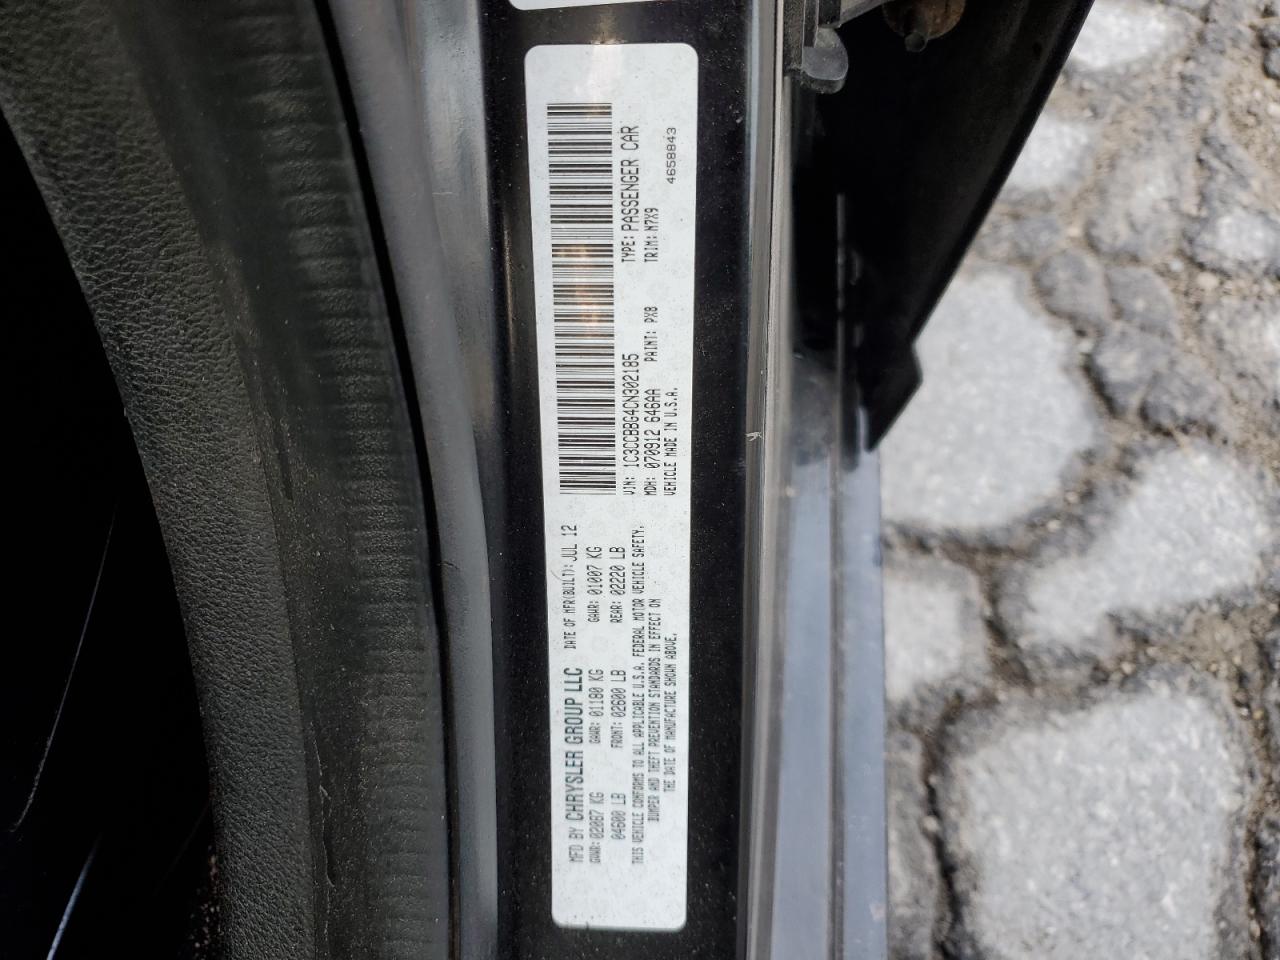 MFD BY CHRYSLER GROUP LLC DATE OF MFR(BUILT): JUL 12
GVWR: 02087 KG GAWR: 01180 KG GAWR: 01007 KG
04600 LB FRONT: 02600 LB REAR: 02220 LB
THIS VEHICLE CONFORMS TO ALL APPLICABLE U.S.A. FEDERAL MOTOR VEHICLE SAFETY,
BUMPER AND THEFT PREVENTION STANDARDS IN EFFECT ON
THE DATE OF MANUFACTURE SHOWN ABOVE.
VIN: 1C3CCBBG4CN302185 TYPE: PASSENGER CAR
MDH: 070912 646AA PAINT: PX8 TRIM: N7X9
VEHICLE MADE IN U.S.A. 4658843